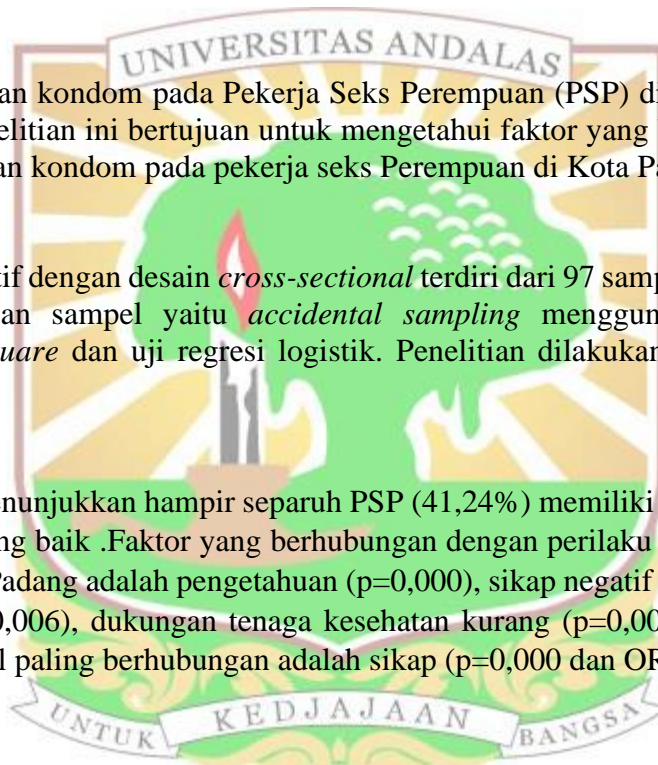 UNIVERSITAS ANDALAS
an kondom pada Pekerja Seks Perempuan (PSP) di
elitian ini bertujuan untuk mengetahui faktor yang
an kondom pada pekerja seks Perempuan di Kota Pa
tif dengan desain cross-sectional terdiri dari 97 samp
an sampel yaitu accidental sampling menggun
uare dan uji regresi logistik. Penelitian dilakukan
enunjukkan hampir separuh PSP (41,24%) memiliki
ng baik .Faktor yang berhubungan dengan perilaku
Padang adalah pengetahuan (p=0,000), sikap negatif
0,006), dukungan tenaga kesehatan kurang (p=0,00
l paling berhubungan adalah sikap (p=0,000 dan OR
UNTUK KEDJAJAAN BANGSA